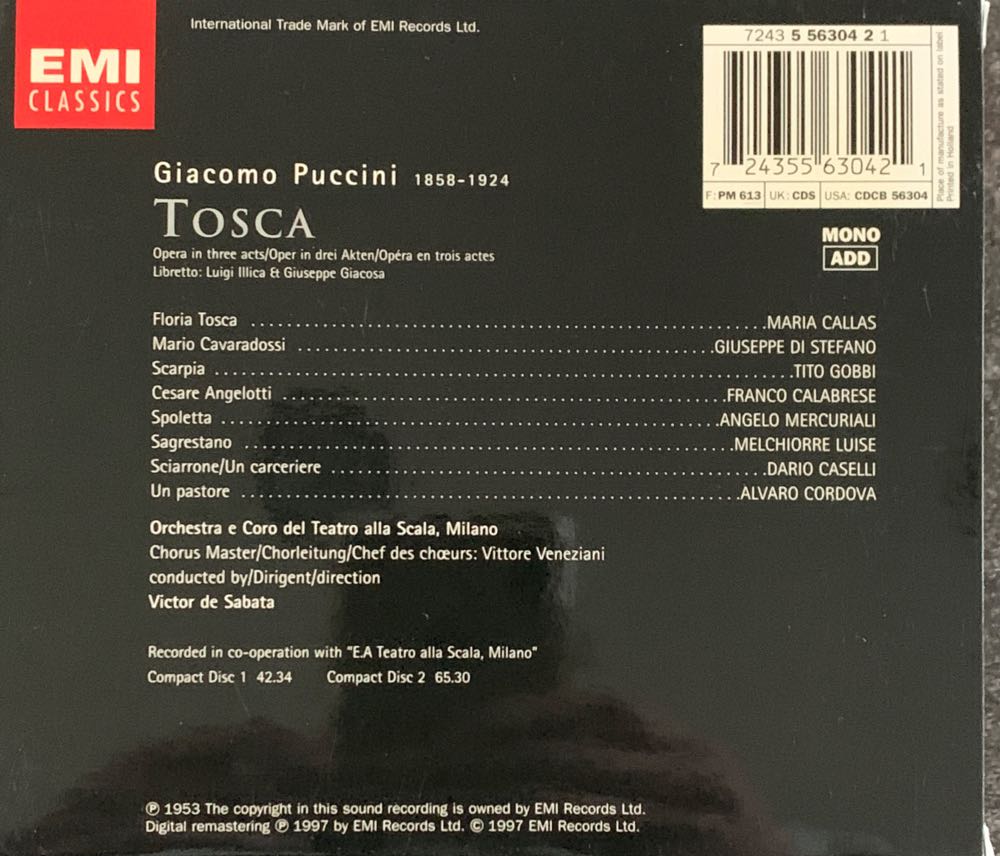 EMI
CLASSICS
International Trade Mark of EMI Records Ltd.
7243 5 56304 2 1
7 24355 63042 1
F: PM 613 UK: CDS USA: CDCB 56304
Place of manufacture as stated on label
Printed in Holland
Giacomo Puccini 1858-1924
TOSCA
Opera in three acts/Oper in drei Akten/Opéra en trois actes
Libretto: Luigi Illica & Giuseppe Giacosa
MONO
ADD
Floria Tosca ........................................................MARIA CALLAS
Mario Cavaradossi ..............................................GIUSEPPE DI STEFANO
Scarpia ................................................................TITO GOBBI
Cesare Angelotti .................................................FRANCO CALABRESE
Spoletta ........................................................ANGELO MERCURIALI
Sagrestano ......................................................MELCHIORRE LUISE
Sciarrone/Un carceriere ................................................DARIO CASELLI
Un pastore .......................................................ALVARO CORDOVA
Orchestra e Coro del Teatro alla Scala, Milano
Chorus Master/Chorleitung/Chef des chœurs: Vittore Veneziani
conducted by/Dirigent/direction
Victor de Sabata
Recorded in co-operation with "E.A Teatro alla Scala, Milano"
Compact Disc 1 42.34 Compact Disc 2 65.30
℗ 1953 The copyright in this sound recording is owned by EMI Records Ltd.
Digital remastering ℗ 1997 by EMI Records Ltd. © 1997 EMI Records Ltd.